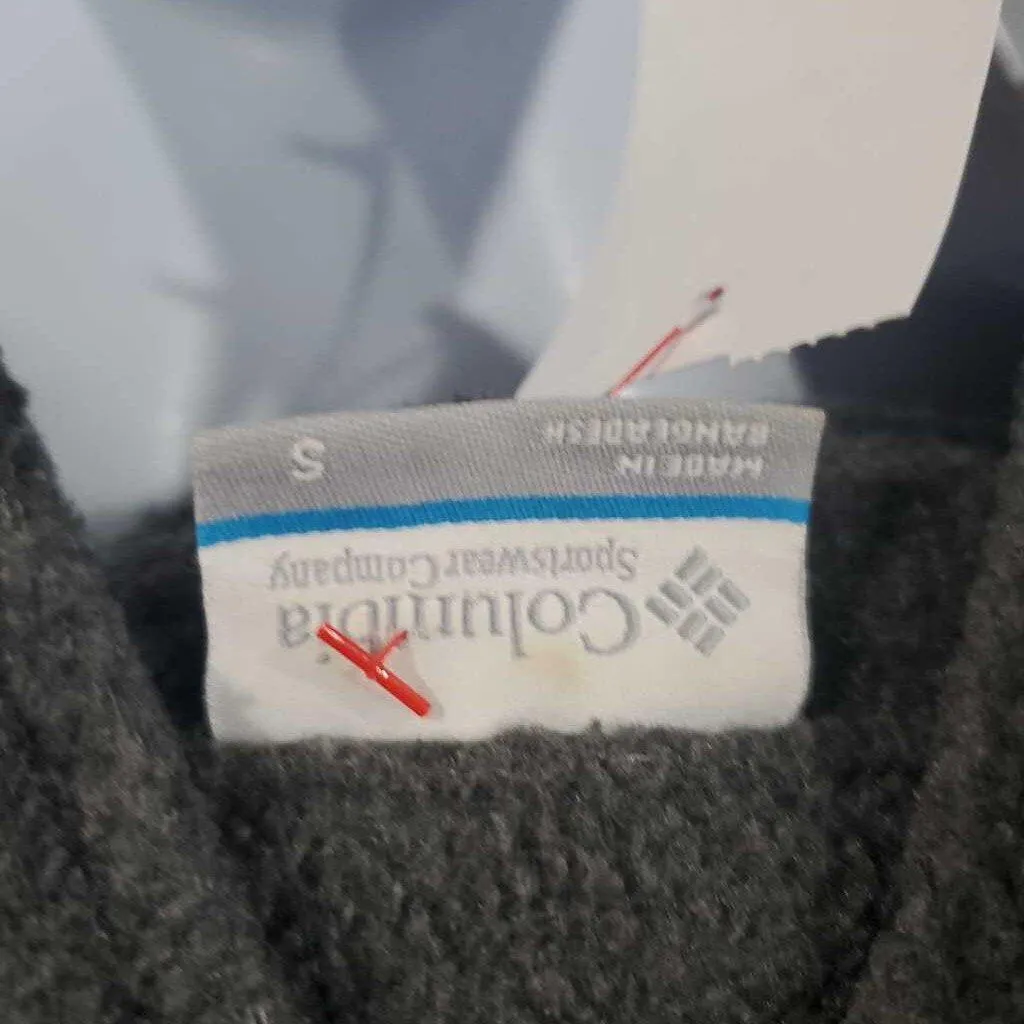 Columbia
Sportswear Company
MADE IN
BANGLADESH
S